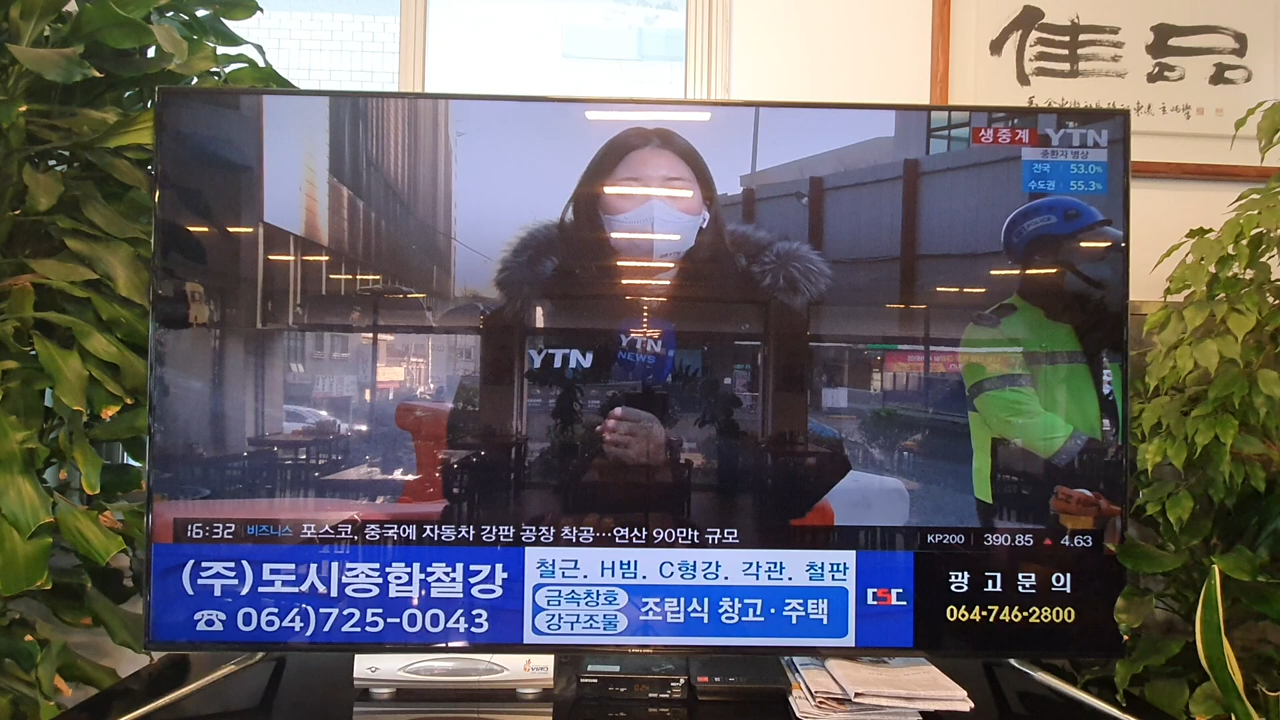 佳品
생중계 YTN
중환자 병상
전국 53.0%
수도권 55.3%
POLICE
YTN
YTN
NEWS
16:32 비즈니스 포스코, 중국에 자동차 강판 공장 착공…연산 90만t 규모
KP200 390.85 ▲ 4.63
(주)도시종합철강
☎ 064)725-0043
철근. H빔. C형강. 각관. 철판
금속창호
강구조물
조립식 창고·주택
CSC
광고문의
064-746-2800
SAMSUNG